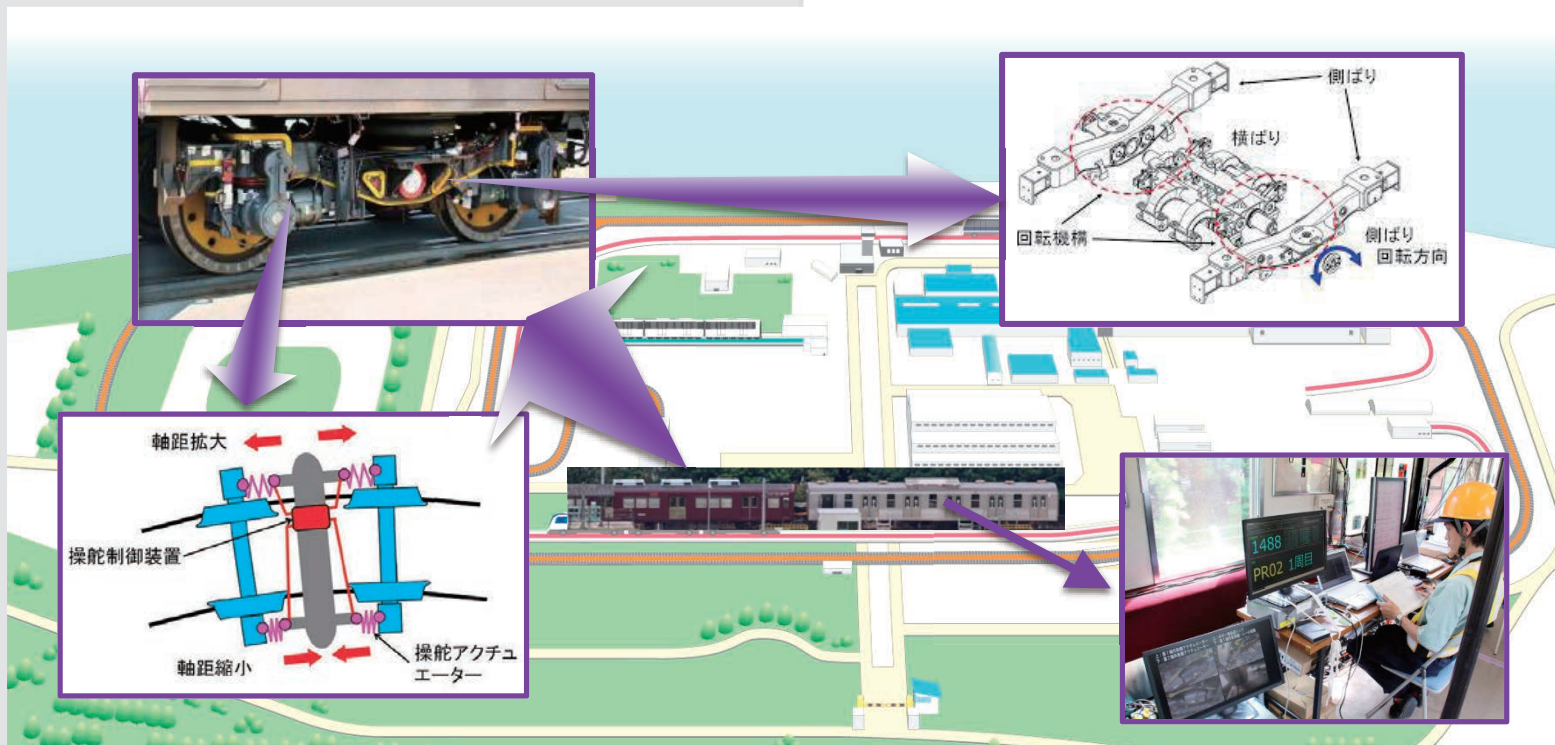 側ばり
横ばり
回転機構
側ばり
回転方向
軸距拡大
操舵制御装置
軸距縮小
操舵アクチュ
エーター
1488
PR02 1周目